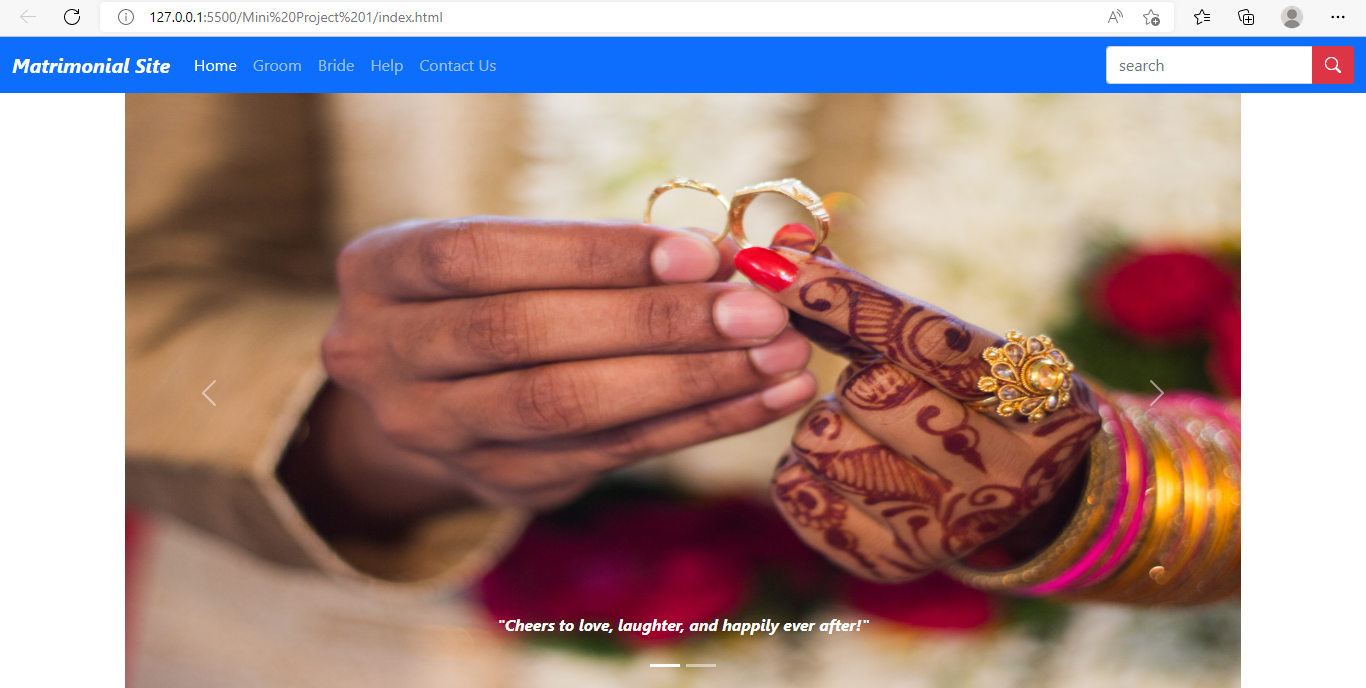 127.0.0.1:5500/Mini%20Project%201/index.html
Matrimonial Site Home Groom Bride Help Contact Us search
"Cheers to love, laughter, and happily ever after!"